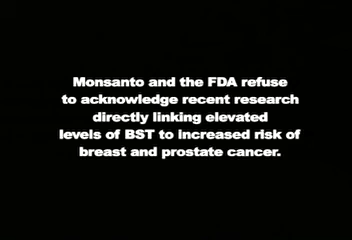 Monsanto and the FDA refuse
to acknowledge recent research
directly linking elevated
levels of BST to increased risk of
breast and prostate cancer.